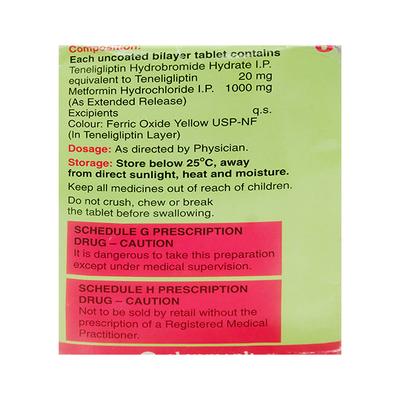 Composition:
Each uncoated bilayer tablet contains
Teneligliptin Hydrobromide Hydrate I.P.
equivalent to Teneligliptin 20 mg
Metformin Hydrochloride I.P. 1000 mg
(As Extended Release)
Excipients q.s.
Colour: Ferric Oxide Yellow USP-NF
(In Teneligliptin Layer)
Dosage: As directed by Physician.
Storage: Store below 25°C, away
from direct sunlight, heat and moisture.
Keep all medicines out of reach of children.
Do not crush, chew or break
the tablet before swallowing.
SCHEDULE G PRESCRIPTION
DRUG – CAUTION
It is dangerous to take this preparation
except under medical supervision.
SCHEDULE H PRESCRIPTION
DRUG – CAUTION
Not to be sold by retail without the
prescription of a Registered Medical
Practitioner.